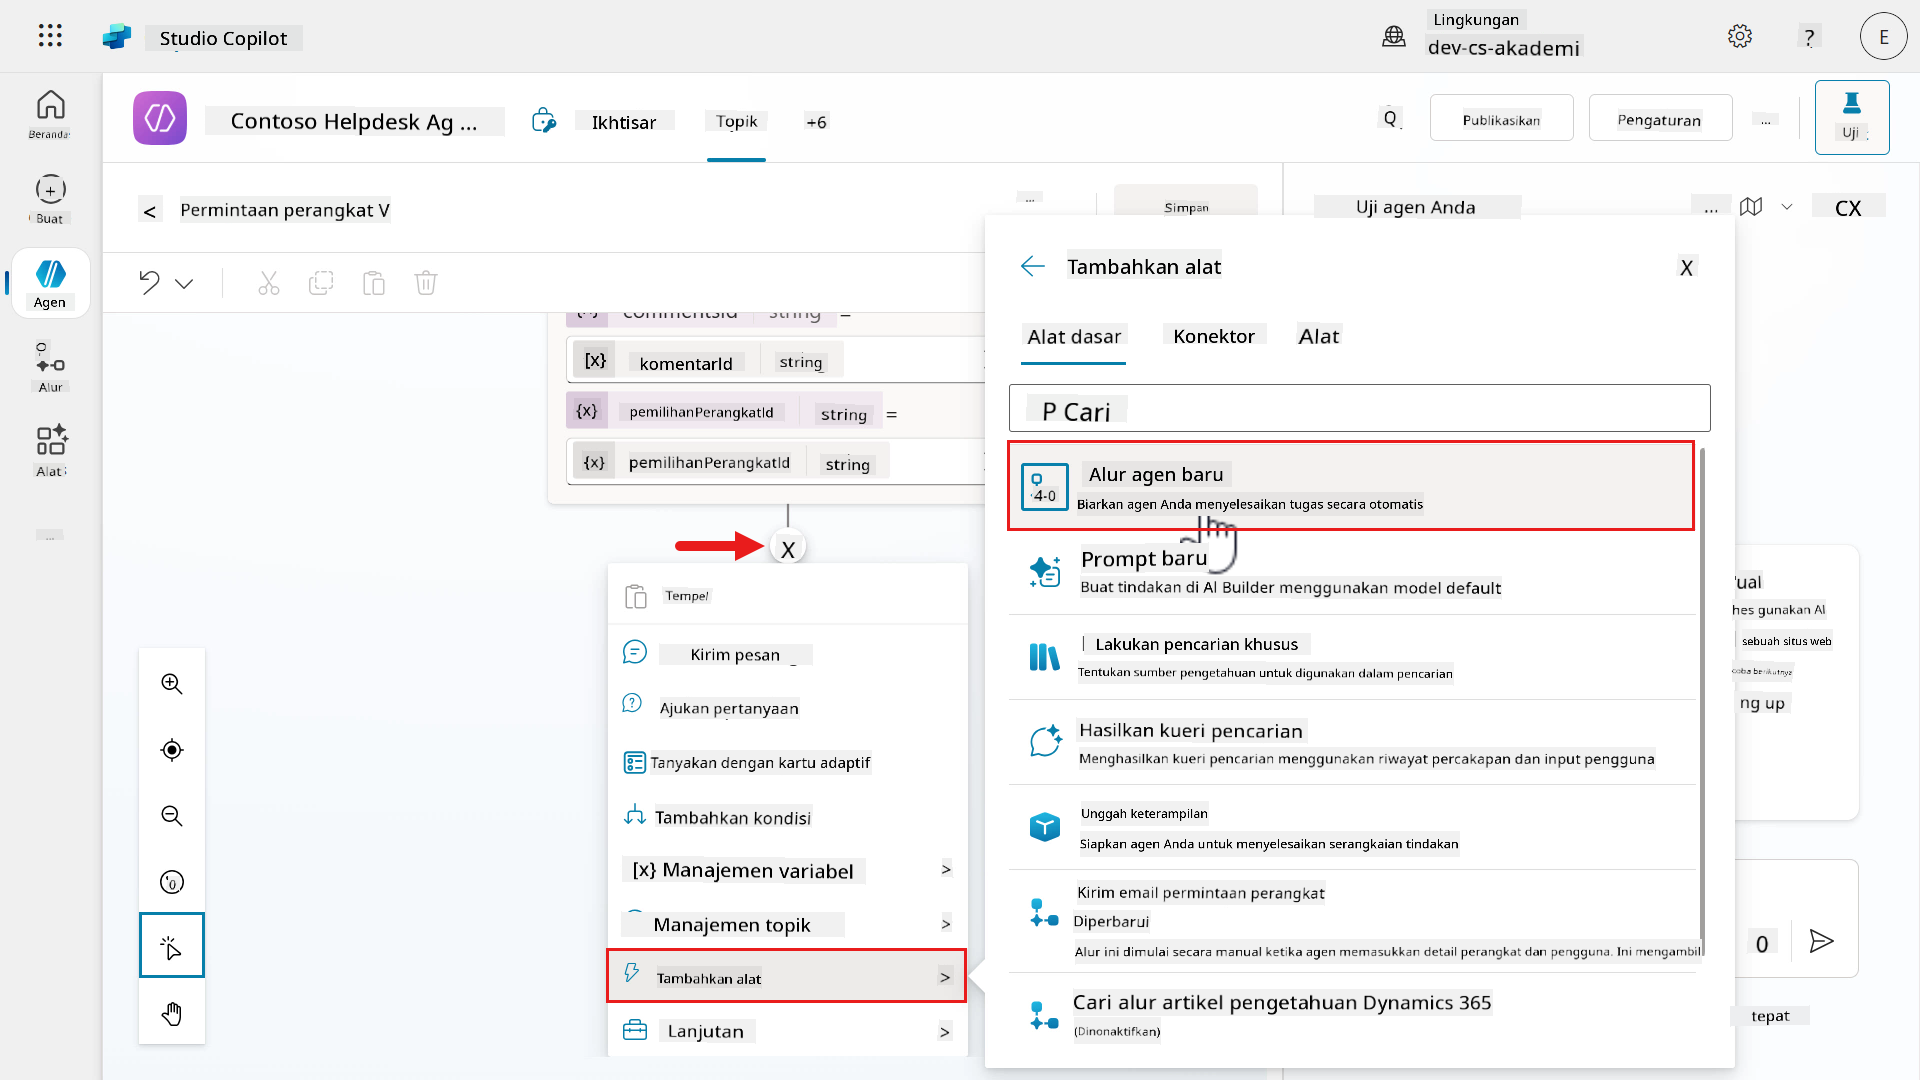 Studio Copilot
Lingkungan
dev-cs-akademi
?
E
Beranda
Buat
Agen
Alur
Alat
...
Contoso Helpdesk Ag ...
Ikhtisar
Topik
+6
Q
Publikasikan
Pengaturan
...
Uji
<
Permintaan perangkat V
...
Simpan
Uji agen Anda
...
CX
commentsId string =
[x] komentarId string
{x} pemilihanPerangkatId string =
{x} pemilihanPerangkatId string
X
Tempel
Kirim pesan
Ajukan pertanyaan
Tanyakan dengan kartu adaptif
Tambahkan kondisi
[x] Manajemen variabel >
Manajemen topik >
Tambahkan alat >
Lanjutan >
Tambahkan alat
X
Alat dasar
Konektor
Alat
P Cari
4-0
Alur agen baru
Biarkan agen Anda menyelesaikan tugas secara otomatis
Prompt baru
Buat tindakan di AI Builder menggunakan model default
| Lakukan pencarian khusus
Tentukan sumber pengetahuan untuk digunakan dalam pencarian
Hasilkan kueri pencarian
Menghasilkan kueri pencarian menggunakan riwayat percakapan dan input pengguna
Unggah keterampilan
Siapkan agen Anda untuk menyelesaikan serangkaian tindakan
Kirim email permintaan perangkat
Diperbarui
Alur ini dimulai secara manual ketika agen memasukkan detail perangkat dan pengguna. Ini mengambil
Cari alur artikel pengetahuan Dynamics 365
(Dinonaktifkan)
ual
hes gunakan AI
sebuah situs web
coba berikutnya
ng up
0
tepat